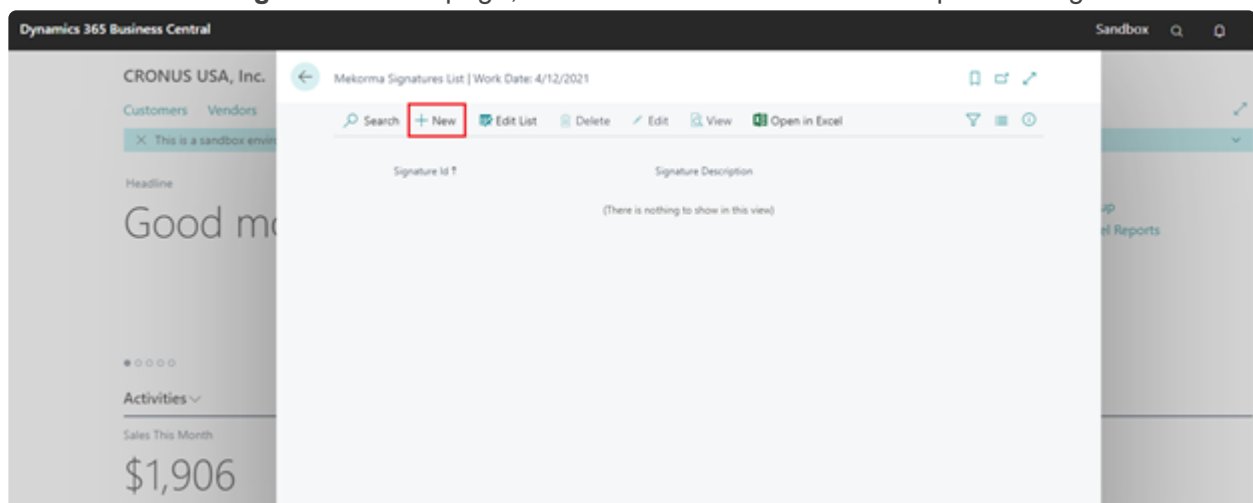 Dynamics 365 Business Central
Sandbox
CRONUS USA, Inc.
Mekorma Signatures List | Work Date: 4/12/2021
Customers Vendors
Search + New Edit List Delete Edit View Open in Excel
This is a sandbox
Signature Id ↑ Signature Description
Headline
(There is nothing to show in this view)
Good
Reports
Activities
Sales This Month
$1,906